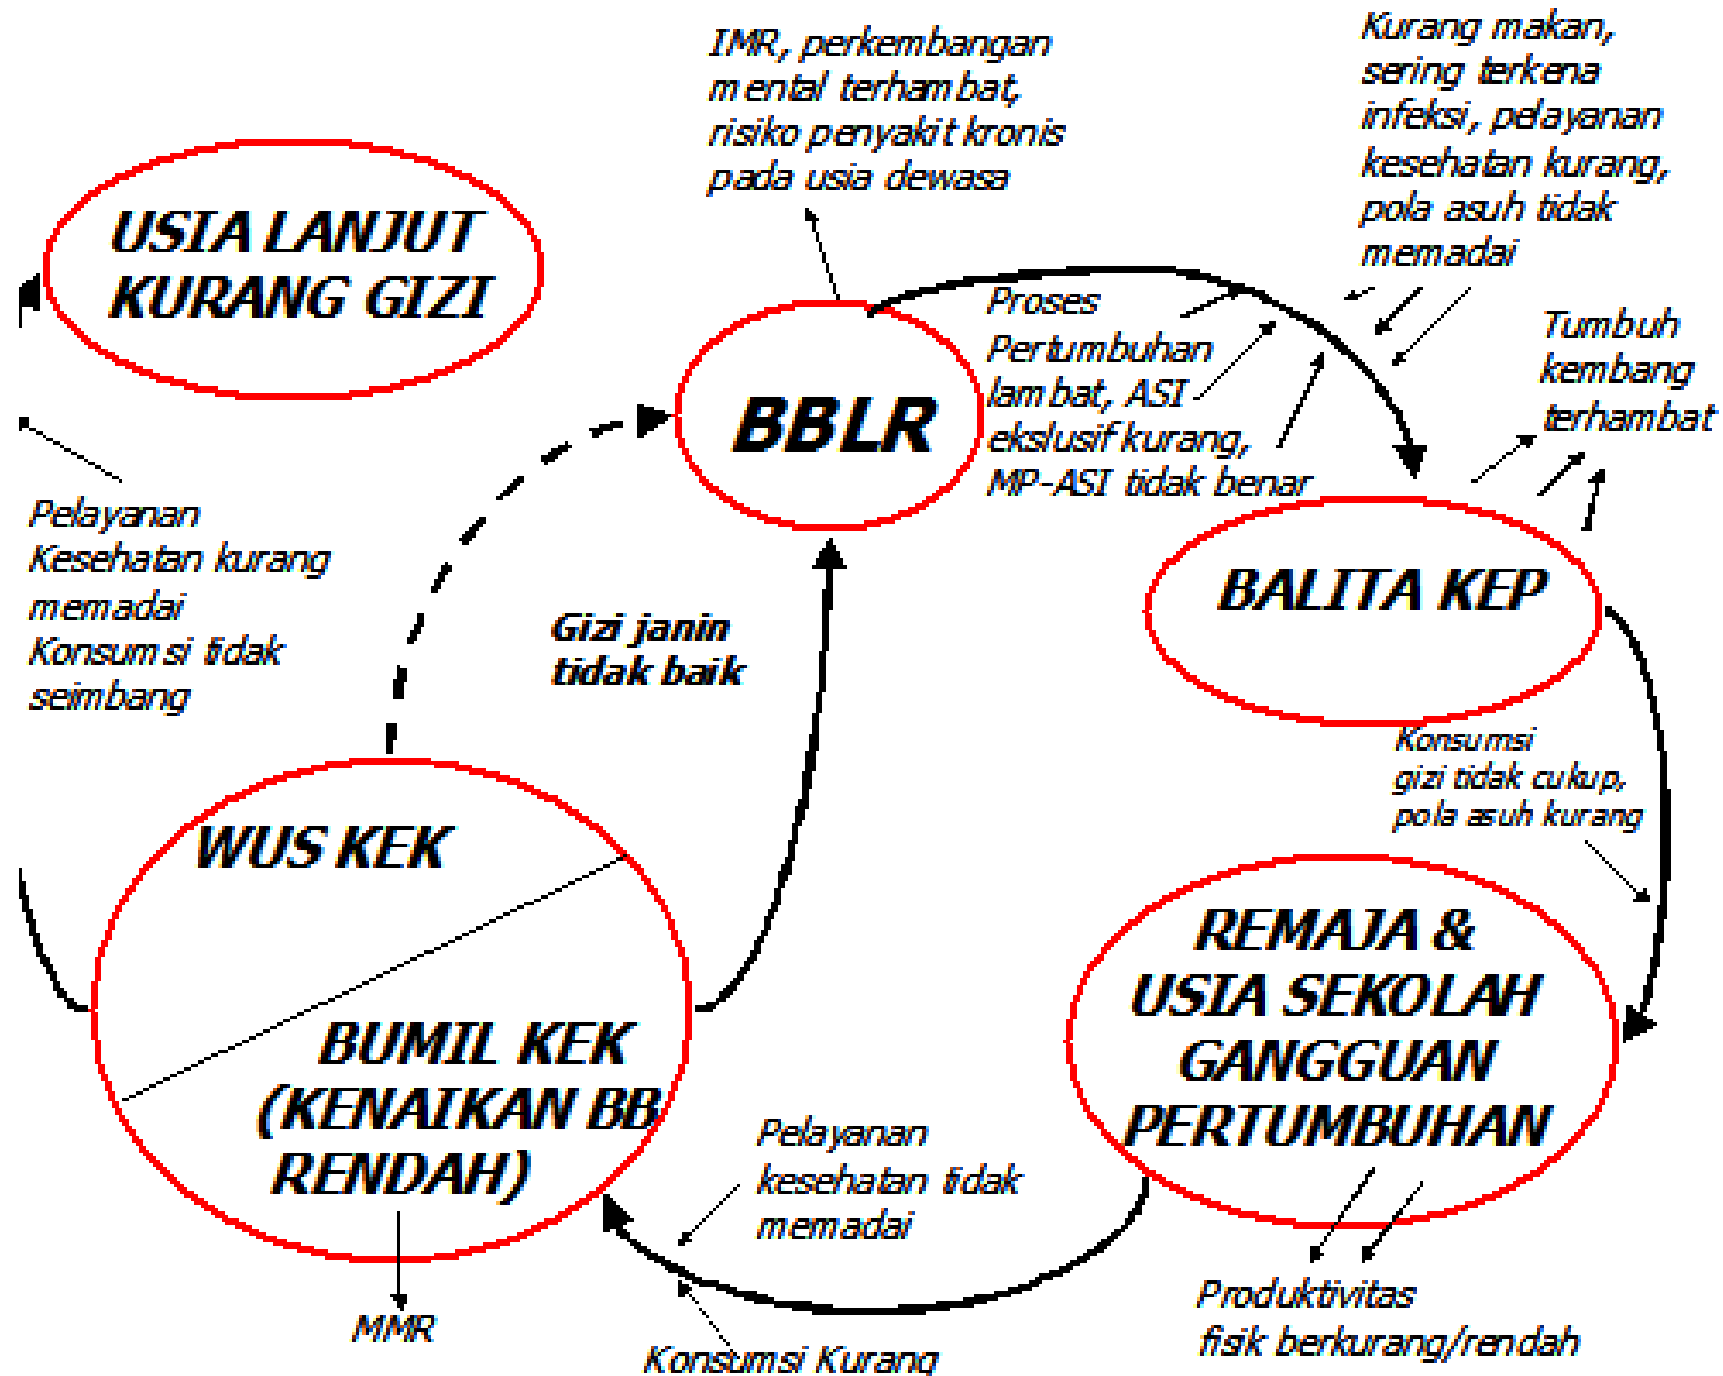 IMR, perkembangan
mental terhambat,
risiko penyakit kronis
pada usia dewasa
Kurang makan,
sering terkena
infeksi, pelayanan
kesehatan kurang,
pola asuh tidak
memadai
USIA LANJUT
KURANG GIZI
BBLR
Proses
Pertumbuhan
lambat, ASI
ekslusif kurang,
MP-ASI tidak benar
Tumbuh
kembang
terhambat
Pelayanan
Kesehatan kurang
memadai
Konsumsi tidak
seimbang
Gizi janin
tidak baik
BALITA KEP
Konsumsi
gizi tidak cukup,
pola asuh kurang
WUS KEK
BUMIL KEK
(KENAIKAN BB
RENDAH)
REMAJA &
USIA SEKOLAH
GANGGUAN
PERTUMBUHAN
Pelayanan
kesehatan tidak
memadai
MMR
Konsumsi Kurang
Produktivitas
fisik berkurang/rendah